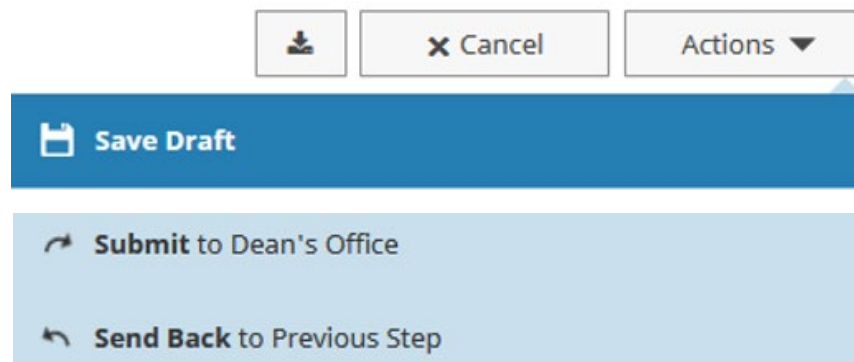 Cancel Actions
Save Draft
Submit to Dean's Office
Send Back to Previous Step